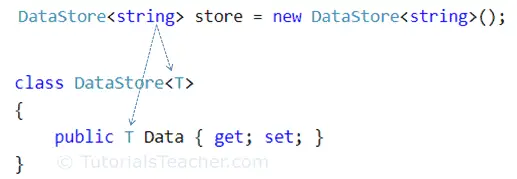 DataStore<string> store = new DataStore<string>();
class DataStore<T>
{
public T Data { get; set; }
}
© TutorialsTeacher.com